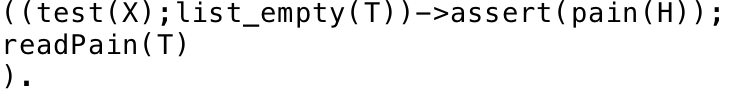 ((test(X);list_empty(T))->assert(pain(H));
readPain(T)
).